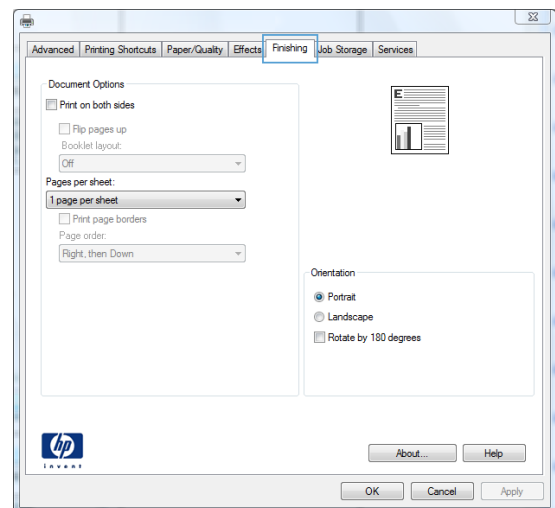 Advanced Printing Shortcuts Paper/Quality Effects Finishing Job Storage Services
Document Options
Print on both sides
Flip pages up
Booklet layout:
Off
Pages per sheet:
1 page per sheet
Print page borders
Page order:
Right, then Down
E
Orientation
Portrait
Landscape
Rotate by 180 degrees
hp
invent
About... Help
OK Cancel Apply